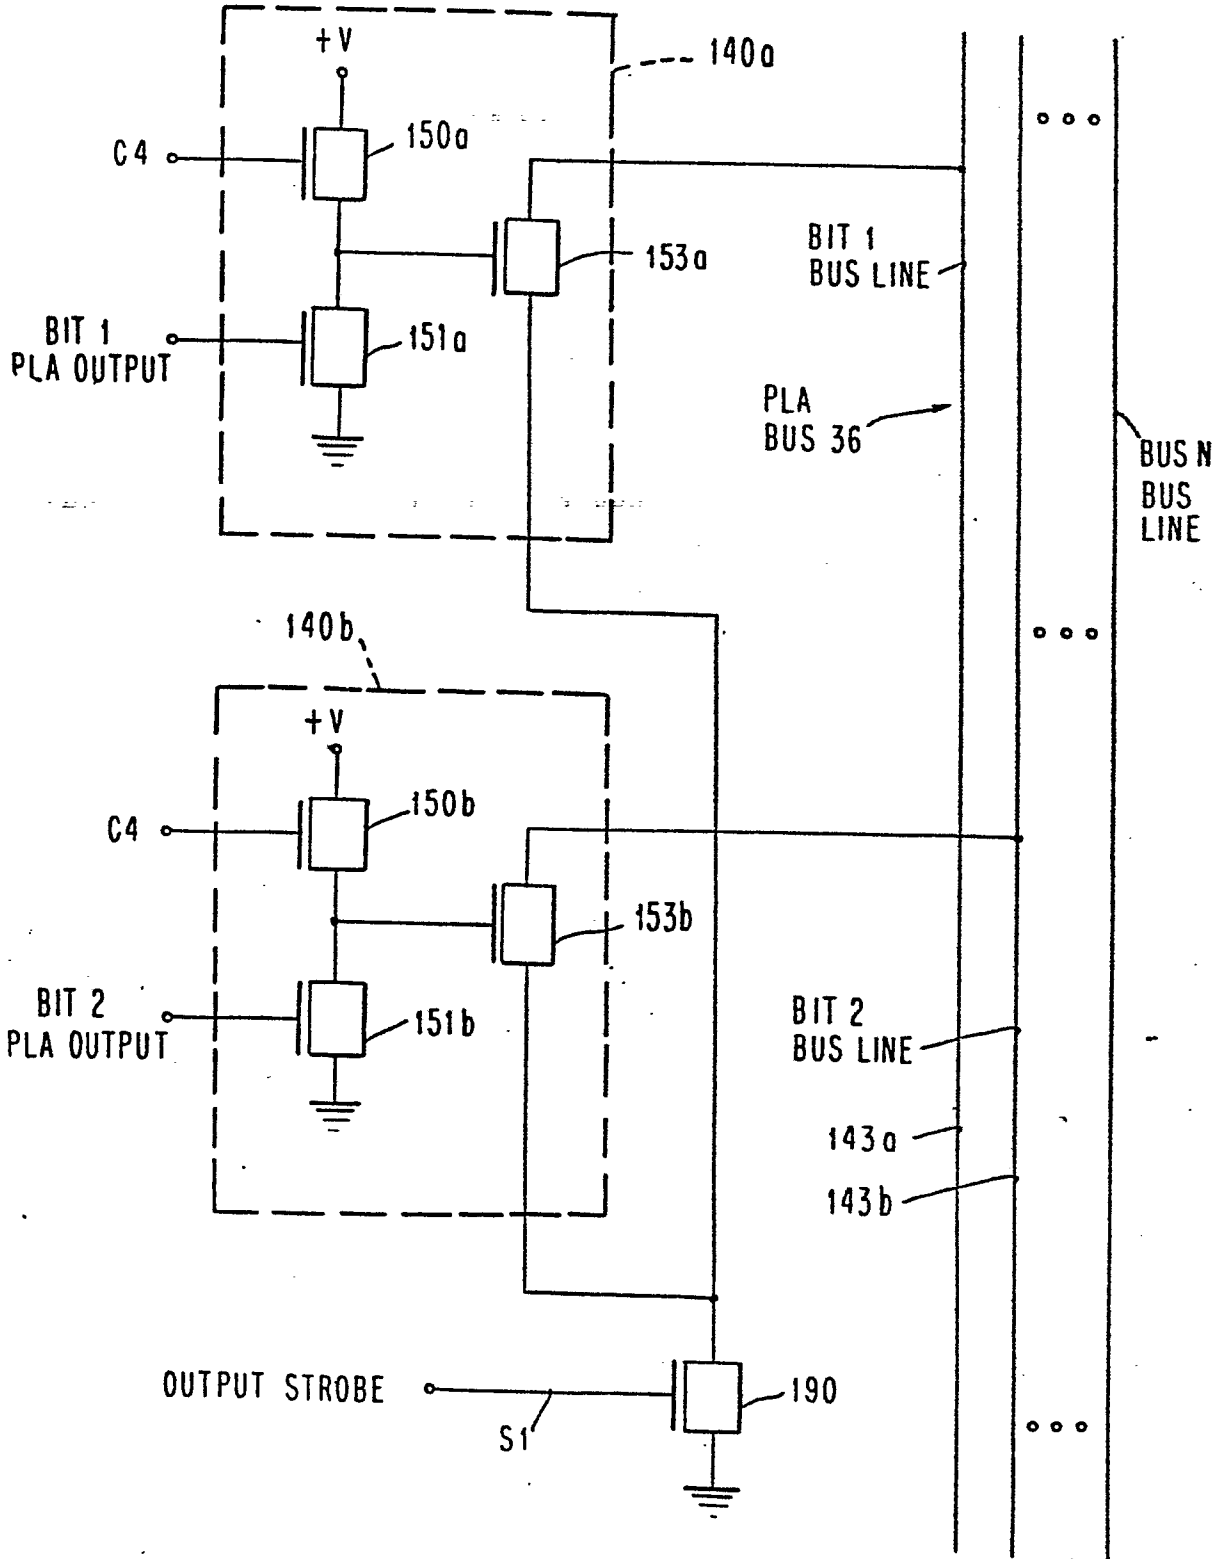 +V
140a
150a
C4
153a
BIT 1
BUS LINE
BIT 1
PLA OUTPUT
151a
PLA
BUS 36
BUS N
BUS
LINE
140b
+V
150b
C4
153b
BIT 2
PLA OUTPUT
151b
BIT 2
BUS LINE
143a
143b
OUTPUT STROBE
S1
190